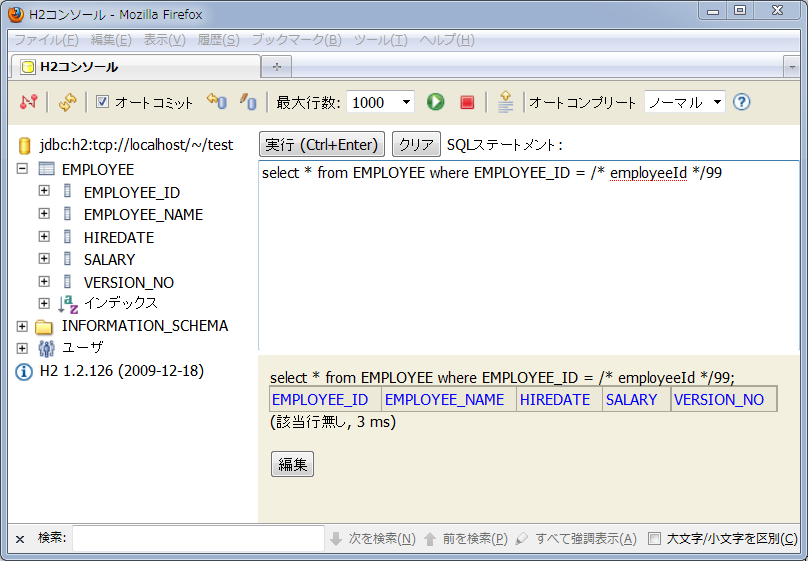 H2コンソール - Mozilla Firefox
ファイル(F) 編集(E) 表示(V) 履歴(S) ブックマーク(B) ツール(T) ヘルプ(H)
H2コンソール
オートコミット 最大行数: 1000 オートコンプリート ノーマル
jdbc:h2:tcp://localhost/~/test
EMPLOYEE
EMPLOYEE_ID
EMPLOYEE_NAME
HIREDATE
SALARY
VERSION_NO
インデックス
INFORMATION_SCHEMA
ユーザ
H2 1.2.126 (2009-12-18)
実行 (Ctrl+Enter) クリア SQLステートメント:
select * from EMPLOYEE where EMPLOYEE_ID = /* employeeId */99
select * from EMPLOYEE where EMPLOYEE_ID = /* employeeId */99;
EMPLOYEE_ID EMPLOYEE_NAME HIREDATE SALARY VERSION_NO
(該当行無し, 3 ms)
編集
検索: 次を検索(N) 前を検索(P) すべて強調表示(A) 大文字/小文字を区別(C)